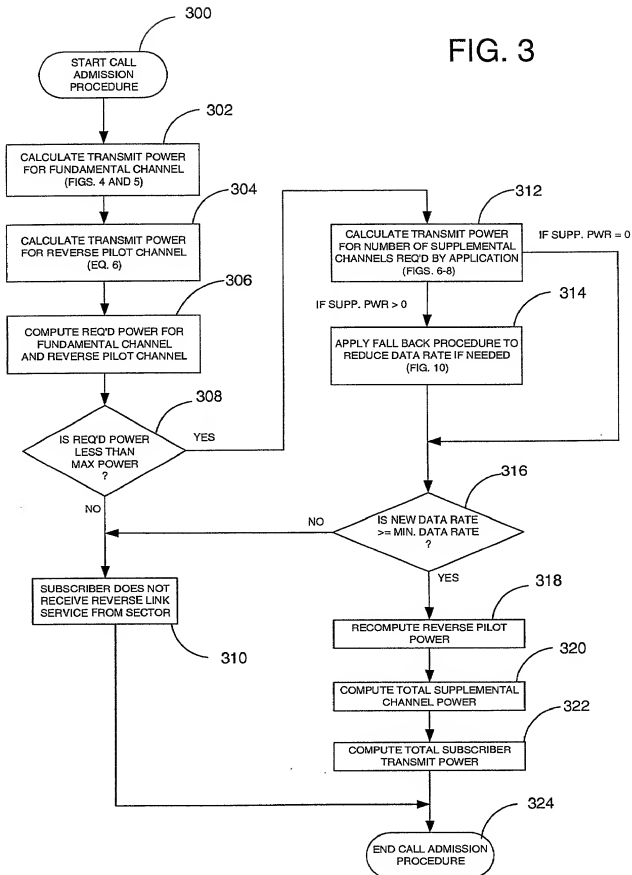 300
FIG. 3
START CALL
ADMISSION
PROCEDURE
302
CALCULATE TRANSMIT POWER
FOR FUNDAMENTAL CHANNEL
(FIGS. 4 AND 5)
304
CALCULATE TRANSMIT POWER
FOR REVERSE PILOT CHANNEL
(EQ. 6)
306
COMPUTE REQ'D POWER FOR
FUNDAMENTAL CHANNEL
AND REVERSE PILOT CHANNEL
308
IS REQ'D POWER
LESS THAN
MAX POWER
?
YES
NO
SUBSCRIBER DOES NOT
RECEIVE REVERSE LINK
SERVICE FROM SECTOR
310
312
CALCULATE TRANSMIT POWER
FOR NUMBER OF SUPPLEMENTAL
CHANNELS REQ'D BY APPLICATION
(FIGS. 6-8)
IF SUPP. PWR = 0
IF SUPP. PWR > 0
314
APPLY FALL BACK PROCEDURE TO
REDUCE DATA RATE IF NEEDED
(FIG. 10)
316
IS NEW DATA RATE
>= MIN. DATA RATE
?
NO
YES
318
RECOMPUTE REVERSE PILOT
POWER
320
COMPUTE TOTAL SUPPLEMENTAL
CHANNEL POWER
322
COMPUTE TOTAL SUBSCRIBER
TRANSMIT POWER
324
END CALL ADMISSION
PROCEDURE